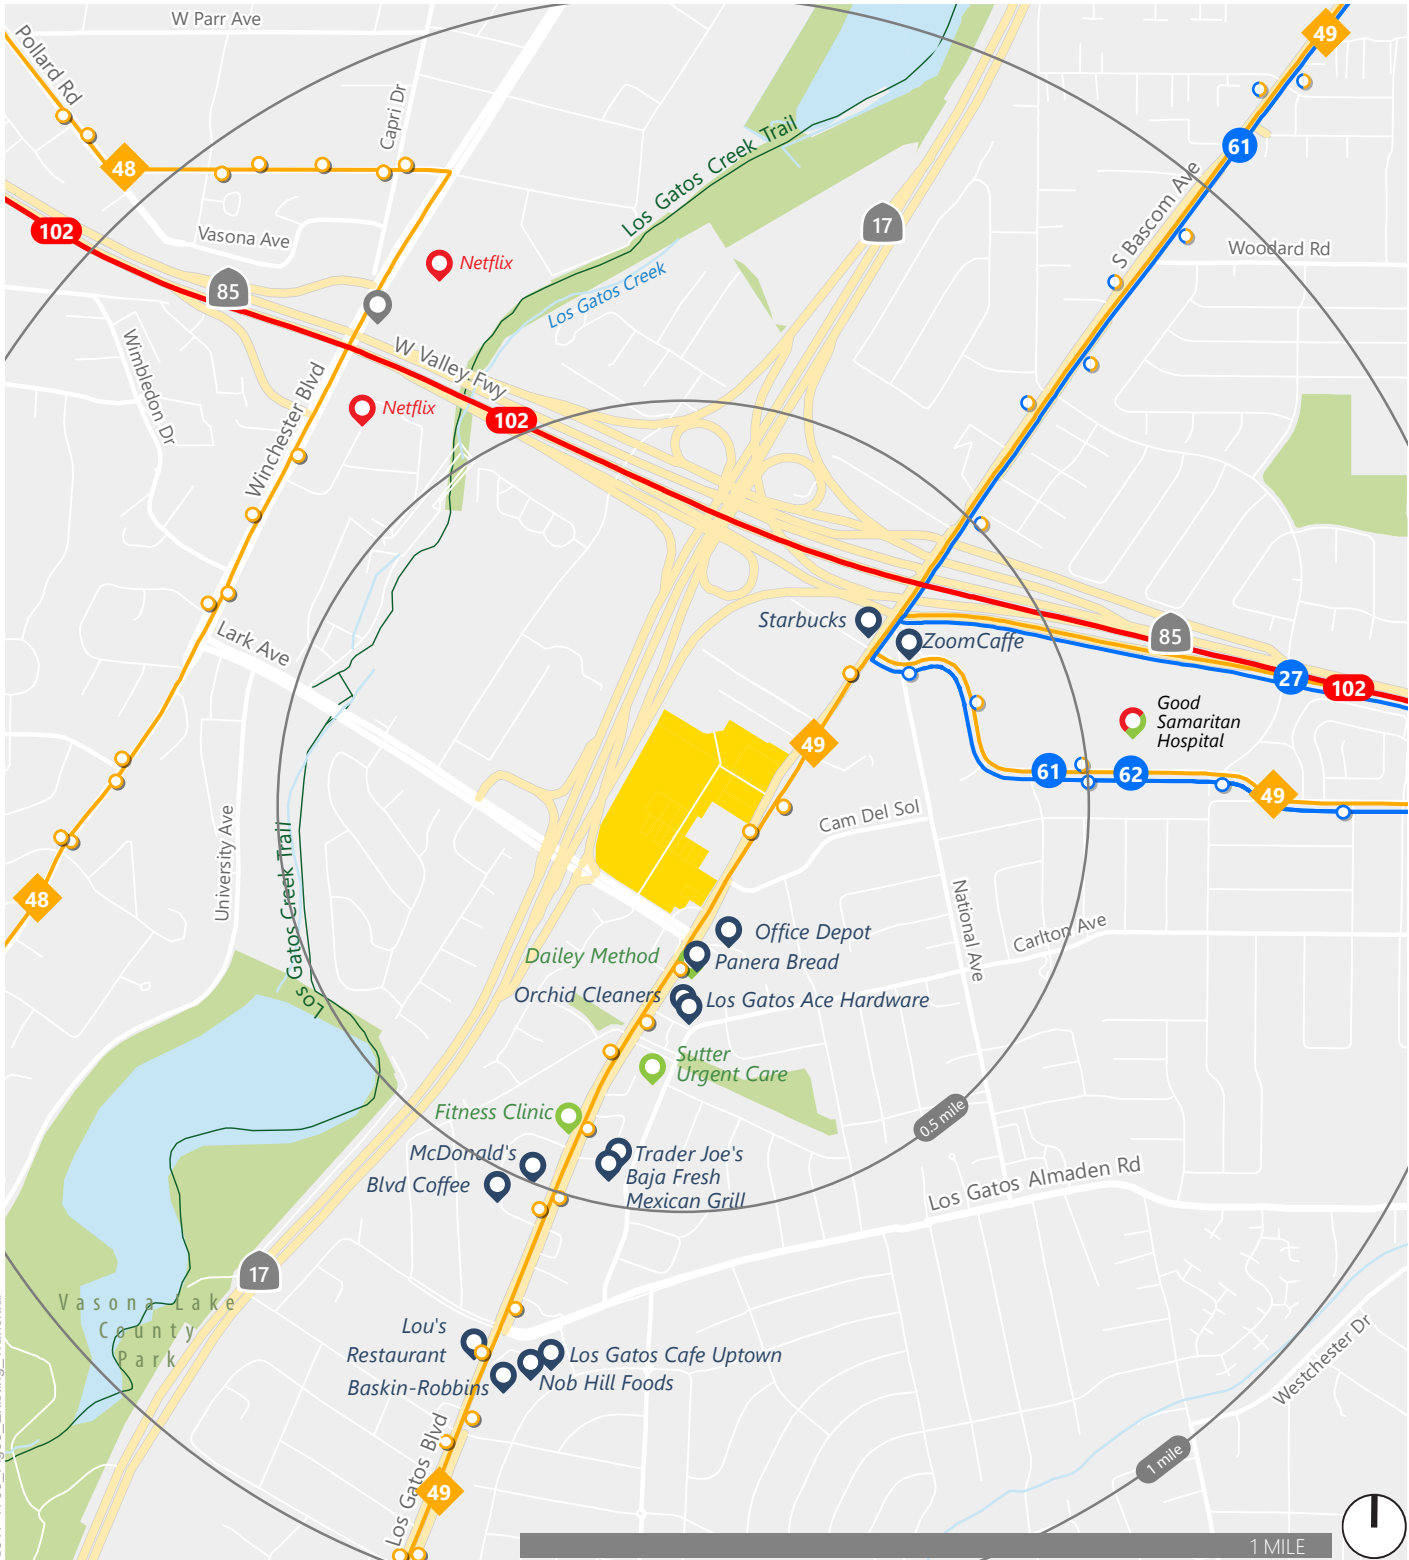 W Parr Ave
Pollard Rd
Capri Dr
49
61
48
Los Gatos Creek Trail
S Bascom Ave
17
102
Vasona Ave
Woodard Rd
Netflix
85
Los Gatos Creek
Wimbledon Dr
W Valley Fwy
Winchester Blvd
Netflix
102
Starbucks
ZoomCaffe
85
Lark Ave
27
102
Good
Samaritan
Hospital
49
61
62
49
Cam Del Sol
University Ave
Los Gatos Creek Trail
48
National Ave
Carlton Ave
Office Depot
Dailey Method
Panera Bread
Orchid Cleaners
Los Gatos Ace Hardware
Sutter
Urgent Care
Fitness Clinic
0.5 mile
McDonald's
Trader Joe's
Blvd Coffee
Baja Fresh
Mexican Grill
Los Gatos Almaden Rd
17
Vasona Lake
County
Park
Lou's
Restaurant
Los Gatos Cafe Uptown
Baskin-Robbins
Nob Hill Foods
Westchester Dr
Los Gatos Blvd
1 mile
49
1 MILE